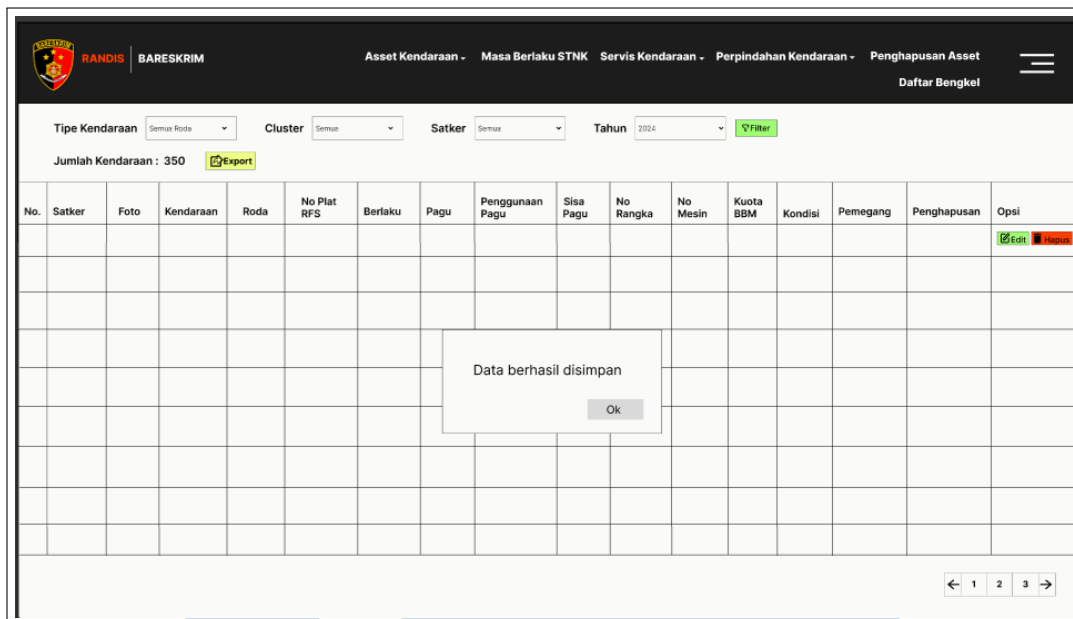 BARESKRIM
RANDIS BARESKRIM
Asset Kendaraan Masa Berlaku STNK Servis Kendaraan Perpindahan Kendaraan Penghapusan Asset
Daftar Bengkel
Tipe Kendaraan Semua Roda Cluster Semua Satker Semua Tahun 2024 Filter
Jumlah Kendaraan : 350 Export
No. Satker Foto Kendaraan Roda No Plat RFS Berlaku Pagu Penggunaan Pagu Sisa Pagu No Rangka No Mesin Kuota BBM Kondisi Pemegang Penghapusan Opsi
Edit Hapus
Data berhasil disimpan
Ok
1 2 3